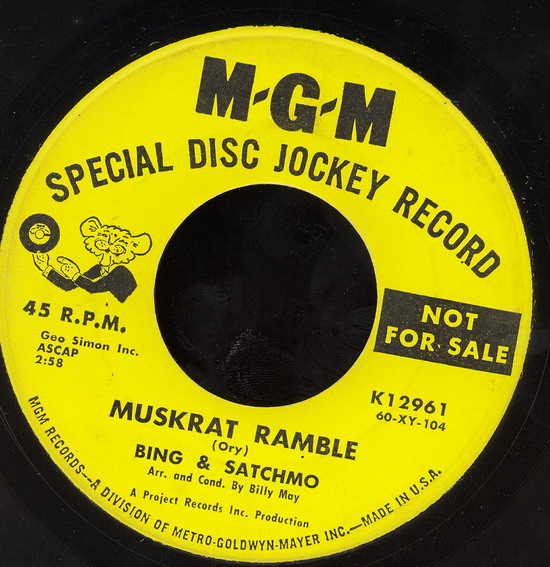 M-G-M
SPECIAL DISC JOCKEY RECORD
45 R.P.M.
Geo Simon Inc.
ASCAP
2:58
NOT
FOR SALE
K12961
60-XY-104
MUSKRAT RAMBLE
(Ory)
BING & SATCHMO
Arr. and Cond. By Billy May
A Project Records Inc. Production
MGM RECORDS—A DIVISION OF METRO-GOLDWYN-MAYER INC.—MADE IN U.S.A.